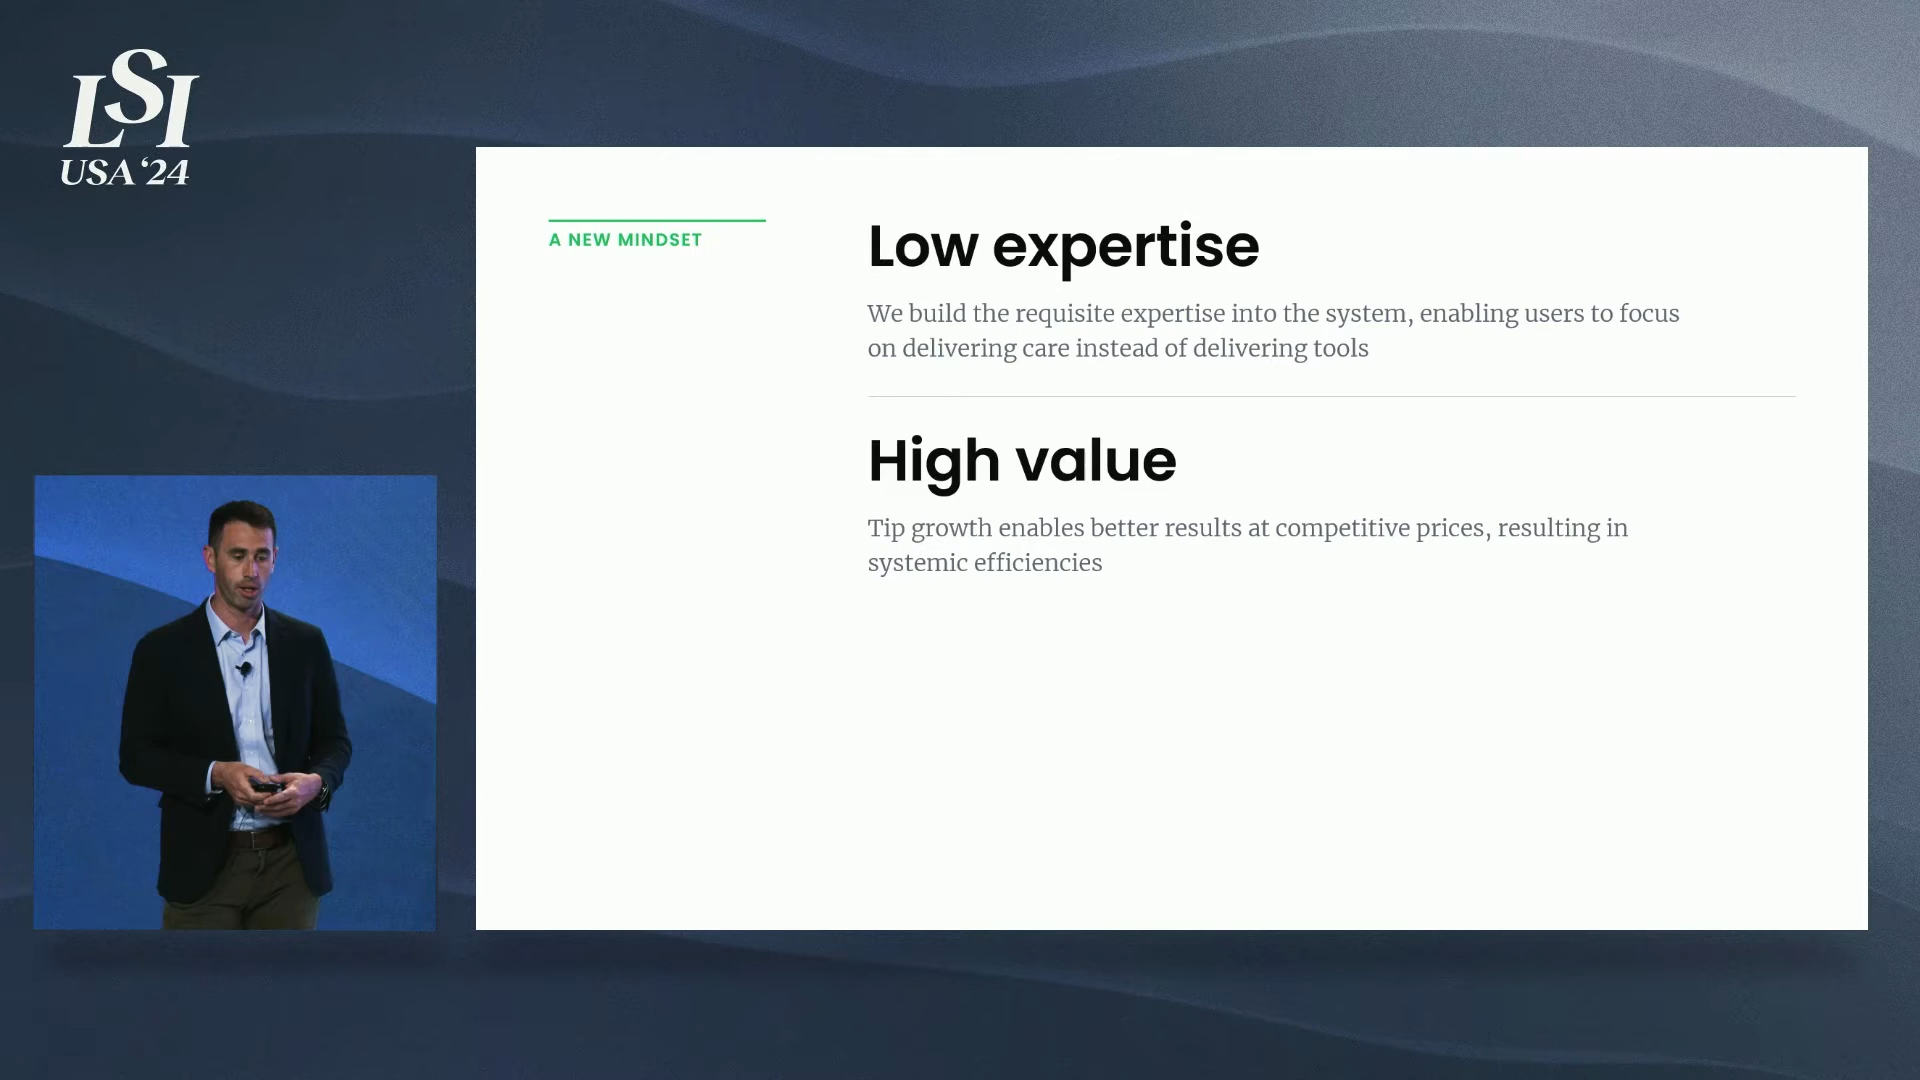 LSI
USA '24
A NEW MINDSET
Low expertise
We build the requisite expertise into the system, enabling users to focus
on delivering care instead of delivering tools
High value
Tip growth enables better results at competitive prices, resulting in
systemic efficiencies